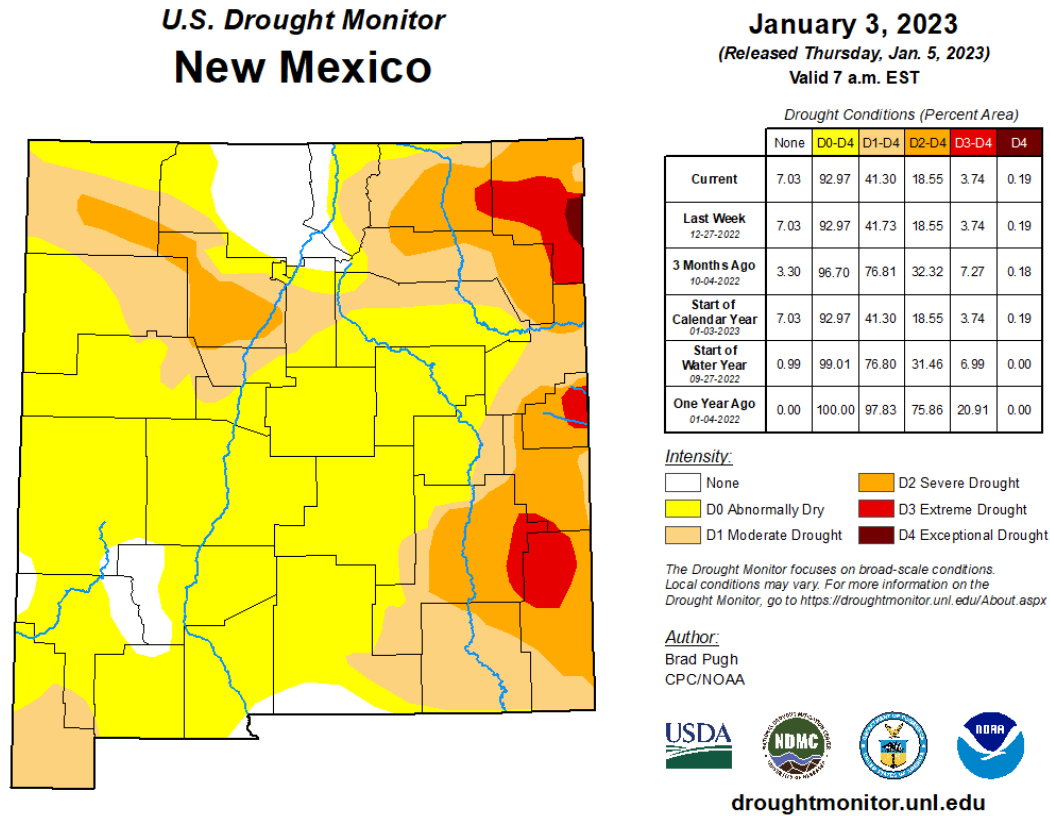 U.S. Drought Monitor
New Mexico
January 3, 2023
(Released Thursday, Jan. 5, 2023)
Valid 7 a.m. EST
Drought Conditions (Percent Area)
None D0-D4 D1-D4 D2-D4 D3-D4 D4
Current 7.03 92.97 41.30 18.55 3.74 0.19
Last Week
12-27-2022
7.03 92.97 41.73 18.55 3.74 0.19
3 Months Ago
10-04-2022
3.30 96.70 76.81 32.32 7.27 0.18
Start of
Calendar Year
01-03-2023
7.03 92.97 41.30 18.55 3.74 0.19
Start of
Water Year
09-27-2022
0.99 99.01 76.80 31.46 6.99 0.00
One Year Ago
01-04-2022
0.00 100.00 97.83 75.86 20.91 0.00
Intensity:
None
D0 Abnormally Dry
D1 Moderate Drought
D2 Severe Drought
D3 Extreme Drought
D4 Exceptional Drought
The Drought Monitor focuses on broad-scale conditions.
Local conditions may vary. For more information on the
Drought Monitor, go to https://droughtmonitor.unl.edu/About.aspx
Author:
Brad Pugh
CPC/NOAA
USDA
NDMC
NOAA
droughtmonitor.unl.edu